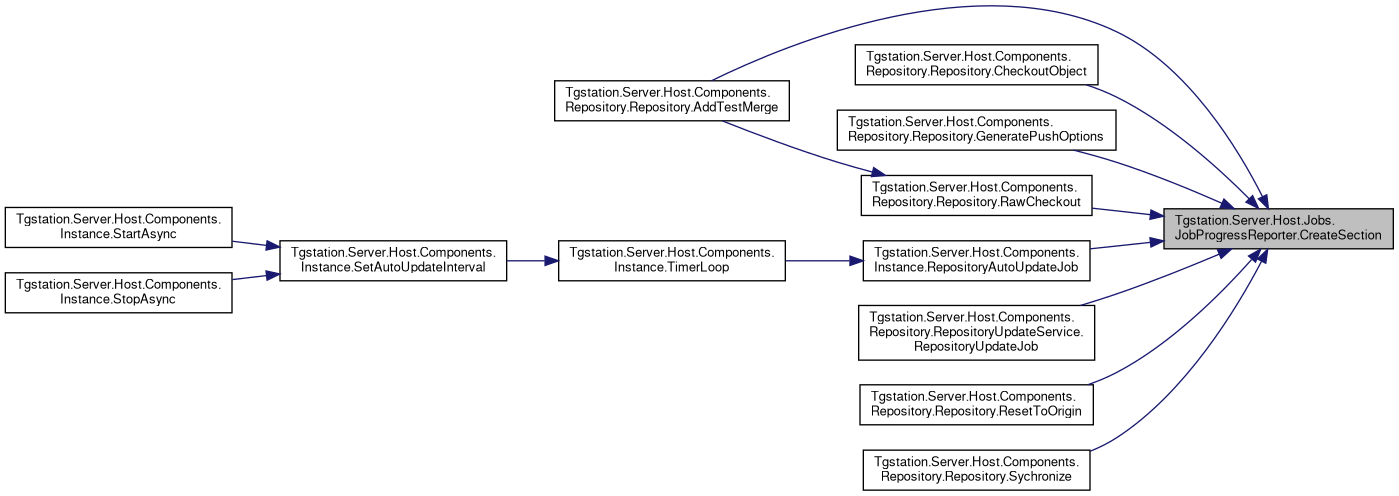 Tgstation.Server.Host.Components.
Repository.Repository.CheckoutObject
Tgstation.Server.Host.Components.
Repository.Repository.AddTestMerge
Tgstation.Server.Host.Components.
Repository.Repository.GeneratePushOptions
Tgstation.Server.Host.Components.
Repository.Repository.RawCheckout
Tgstation.Server.Host.Jobs.
JobProgressReporter.CreateSection
Tgstation.Server.Host.Components.
Instance.StartAsync
Tgstation.Server.Host.Components.
Instance.SetAutoUpdateInterval
Tgstation.Server.Host.Components.
Instance.TimerLoop
Tgstation.Server.Host.Components.
Instance.RepositoryAutoUpdateJob
Tgstation.Server.Host.Components.
Instance.StopAsync
Tgstation.Server.Host.Components.
Repository.RepositoryUpdateService.
RepositoryUpdateJob
Tgstation.Server.Host.Components.
Repository.Repository.ResetToOrigin
Tgstation.Server.Host.Components.
Repository.Repository.Sychronize